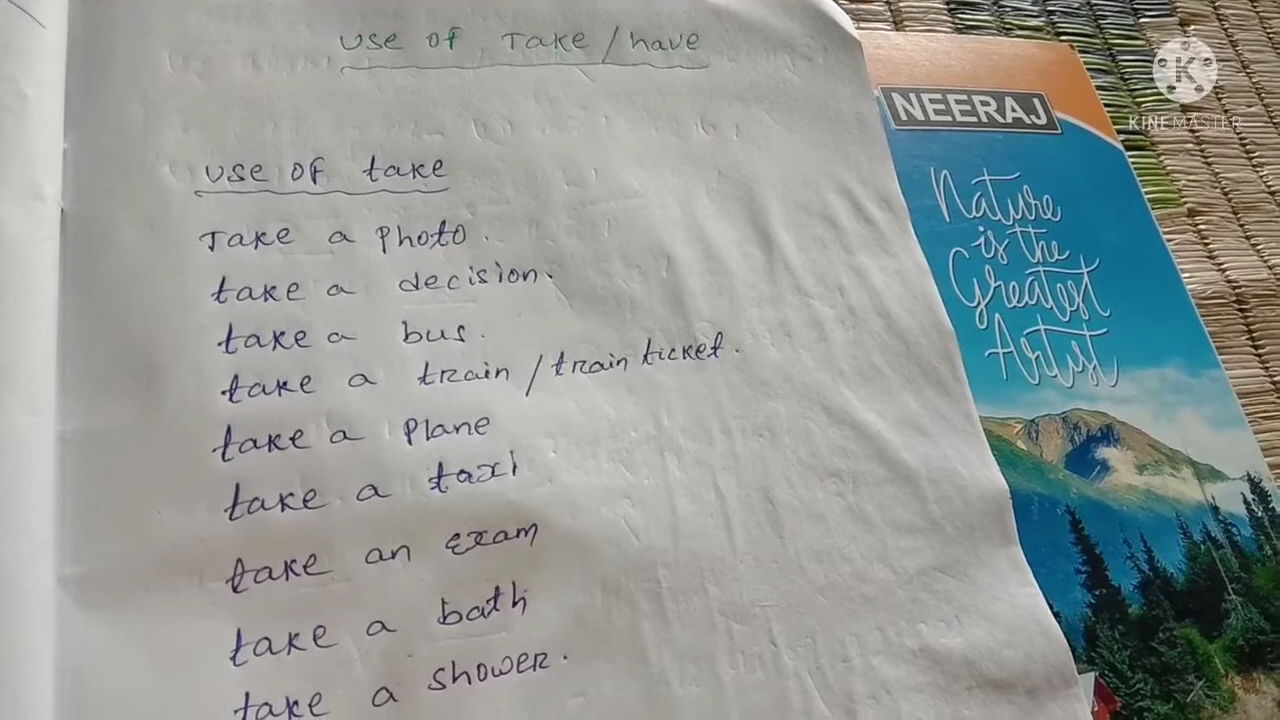 Use of Take / have
Use of take
Take a photo.
take a decision.
take a bus.
take a train / train ticket.
take a plane
take a taxi
take an exam
take a bath
take a shower.
NEERAJ
Nature
is the
Greatest
Artist
K
KINEMASTER